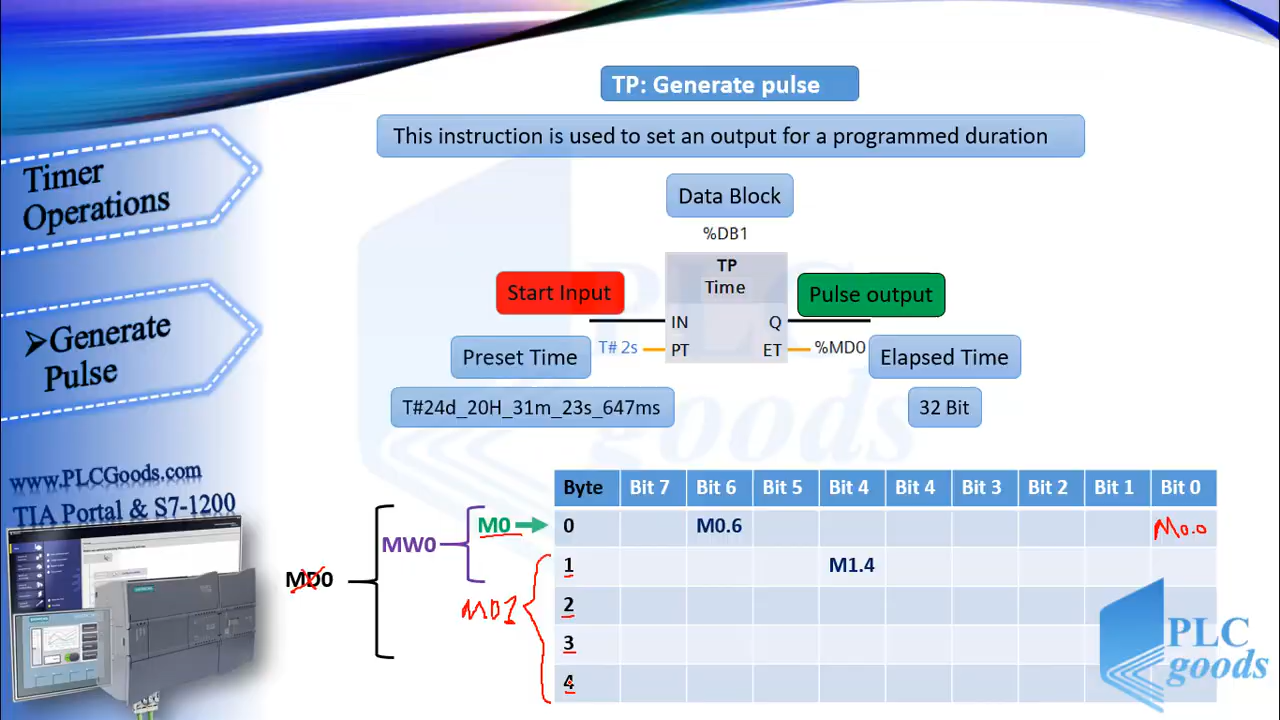 TP: Generate pulse
This instruction is used to set an output for a programmed duration
Timer
Operations
Data Block
%DB1
TP
Time
Start Input
Pulse output
IN
Q
Generate
Pulse
Preset Time
T# 2s
PT
ET
%MD0
Elapsed Time
T#24d_20H_31m_23s_647ms
32 Bit
www.PLCGoods.com
TIA Portal & S7-1200
Byte Bit 7 Bit 6 Bit 5 Bit 4 Bit 4 Bit 3 Bit 2 Bit 1 Bit 0
M0 0 M0.6 M0.0
MW0
1 M1.4
MD0
MD1
2
3
4
PLC
goods
PLC
goods